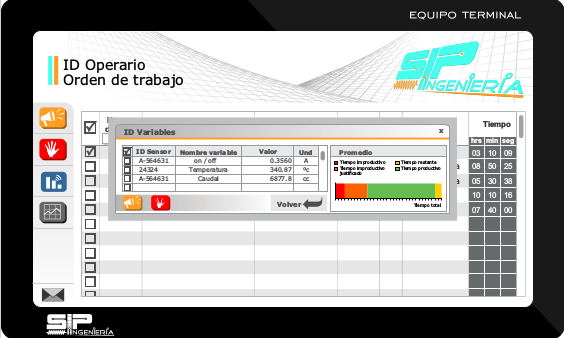 EQUIPO TERMINAL
ID Operario
Orden de trabajo
SIP
INGENIERÍA
Tiempo
hrs min seg
ID Variables
x
ID Sensor Nombre variable Valor Und
A-564631 on/off 0.3560 A
24324 Temperatura 340.87 ºc
A-564631 Caudal 6877.8 cc
Promedio
Tiempo improductivo Tiempo restante
Tiempo improductivo Tiempo productivo
justificado
Tiempo total
Volver
03 10 09
08 50 25
05 30 38
10 10 16
07 40 00
SIP
INGENIERÍA